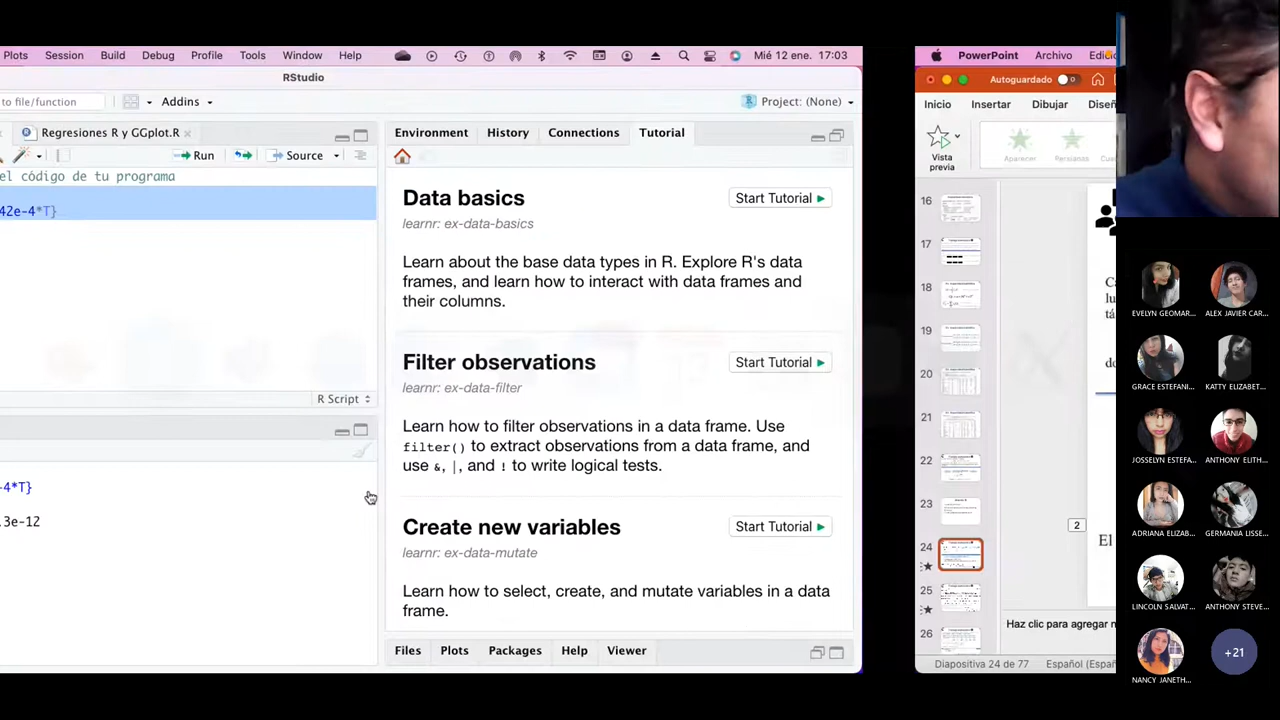 Plots Session Build Debug Profile Tools Window Help
Mié 12 ene. 17:03
RStudio
to file/function
Addins
Project: (None)
Regresiones R y GGplot.R
Run
Source
el código de tu programa
42e-4*T}
R Script
-4*T}
3e-12
Environment History Connections Tutorial
Data basics
Start Tutorial
learnr: ex-data-basics
Learn about the base data types in R. Explore R's data
frames, and learn how to interact with data frames and
their columns.
Filter observations
Start Tutorial
learnr: ex-data-filter
Learn how to filter observations in a data frame. Use
filter() to extract observations from a data frame, and
use &, |, and ! to write logical tests.
Create new variables
Start Tutorial
learnr: ex-data-mutate
Learn how to select, create, and mutate variables in a data
frame.
Files Plots Packages Help Viewer
PowerPoint Archivo Edici
Autoguardado
Inicio Insertar Dibujar Diseñ
Vista
previa
Aparecer
Persianas
16
17
18
19
20
21
22
23
24
25
26
2
El
Haz clic para agregar n
Diapositiva 24 de 77
Español (Españ
EVELYN GEOMAR...
ALEX JAVIER CAR...
GRACE ESTEFANI...
KATTY ELIZABET...
JOSSELYN ESTEFA...
ANTHONY ELITH...
ADRIANA ELIZAB...
GERMANIA LISSE...
LINCOLN SALVAT...
ANTHONY STEVE...
NANCY JANETH...
+21